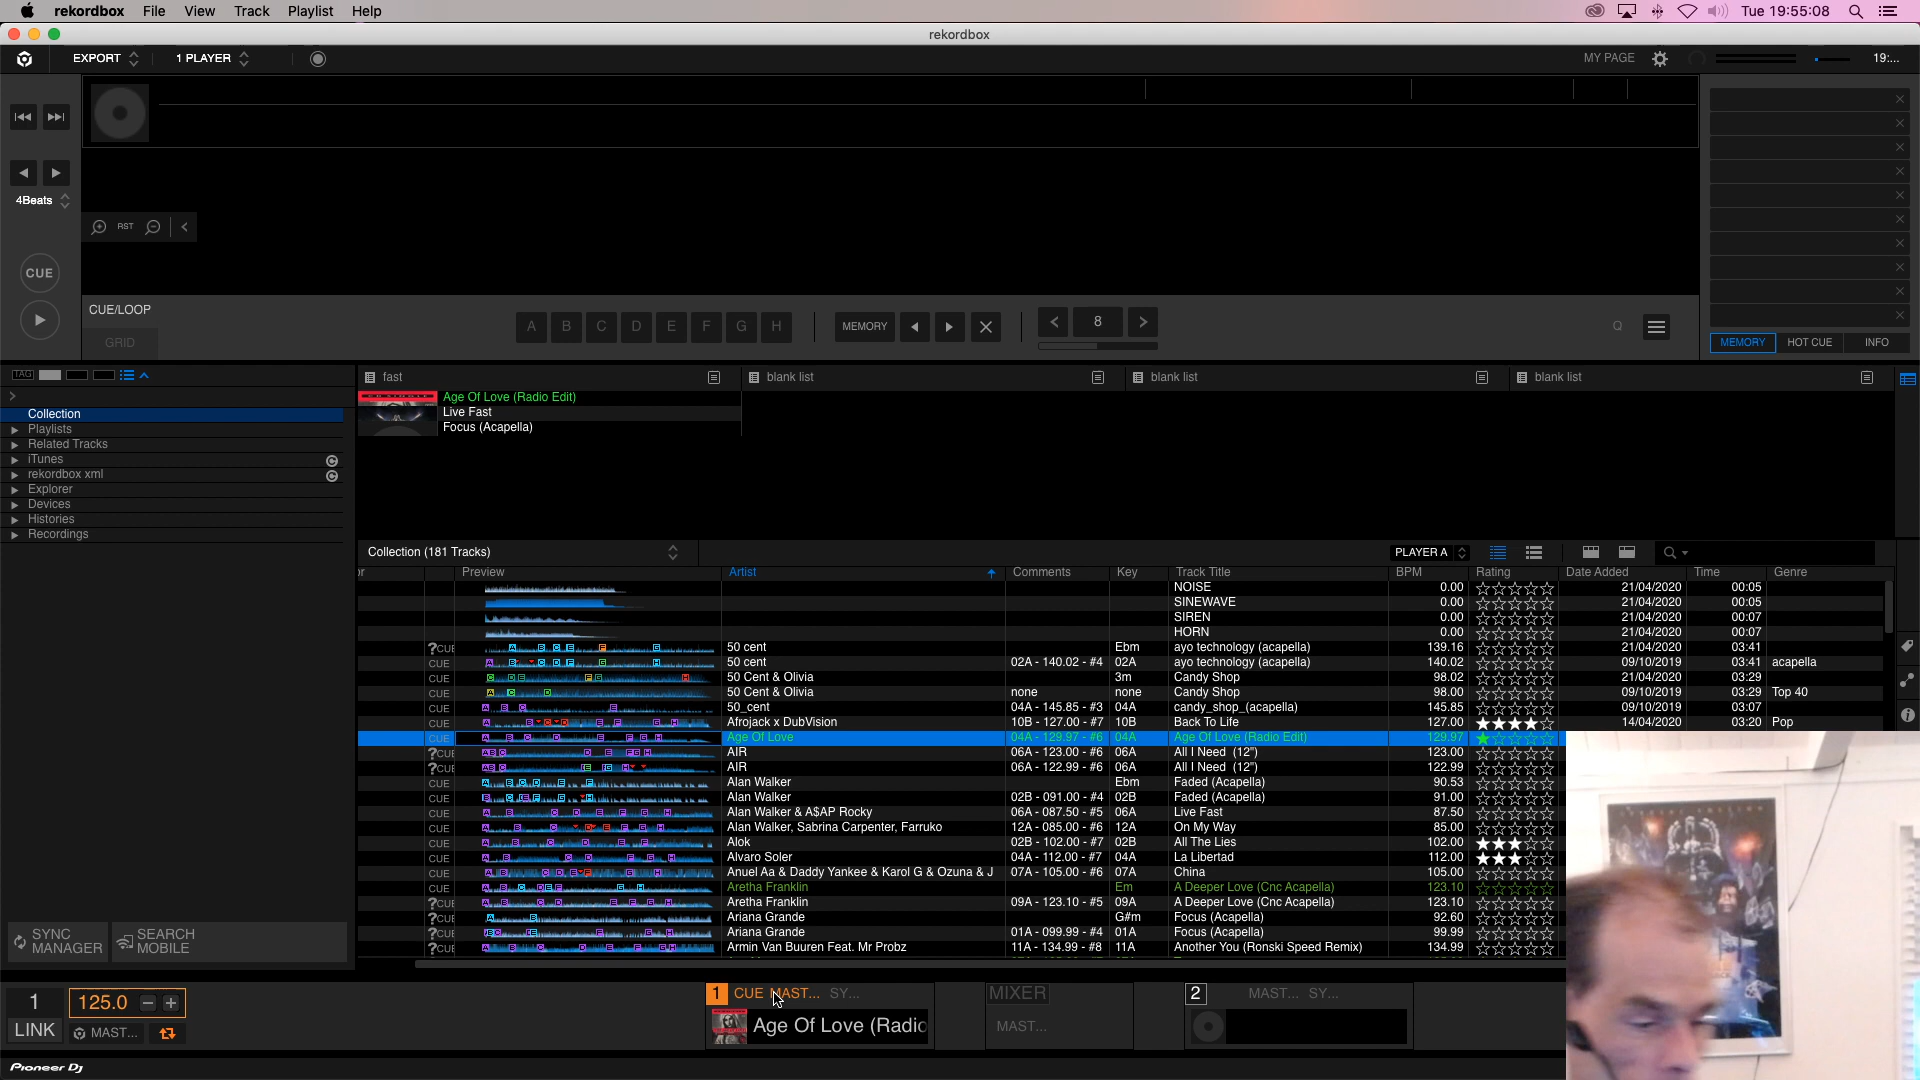 rekordbox File View Track Playlist Help
Tue 19:55:08
rekordbox
EXPORT 1 PLAYER
MY PAGE 19:...
4Beats
RST
CUE
CUE/LOOP
GRID
A B C D E F G H
MEMORY
8
Q
MEMORY HOT CUE INFO
TAG
Collection
Playlists
Related Tracks
iTunes
rekordbox xml
Explorer
Devices
Histories
Recordings
fast
blank list
blank list
blank list
Age Of Love (Radio Edit)
Live Fast
Focus (Acapella)
Collection (181 Tracks)
PLAYER A
or Preview Artist Comments Key Track Title BPM Rating Date Added Time Genre
NOISE 0.00 21/04/2020 00:05
SINEWAVE 0.00 21/04/2020 00:05
SIREN 0.00 21/04/2020 00:07
HORN 0.00 21/04/2020 00:07
50 cent Ebm ayo technology (acapella) 139.16 21/04/2020 03:41
CUE 50 cent 02A - 140.02 - #4 02A ayo technology (acapella) 140.02 09/10/2019 03:41 acapella
CUE 50 Cent & Olivia 3m Candy Shop 98.02 21/04/2020 03:29
CUE 50 Cent & Olivia none none Candy Shop 98.00 09/10/2019 03:29 Top 40
CUE 50_cent 04A - 145.85 - #3 04A candy_shop_(acapella) 145.85 09/10/2019 03:07
CUE Afrojack x DubVision 10B - 127.00 - #7 10B Back To Life 127.00 14/04/2020 03:20 Pop
CUE Age Of Love 04A - 129.97 - #6 04A Age Of Love (Radio Edit) 129.97
AIR 06A - 123.00 - #6 06A All I Need (12") 123.00
AIR 06A - 122.99 - #6 06A All I Need (12") 122.99
CUE Alan Walker Ebm Faded (Acapella) 90.53
CUE Alan Walker 02B - 091.00 - #4 02B Faded (Acapella) 91.00
CUE Alan Walker & A$AP Rocky 06A - 087.50 - #5 06A Live Fast 87.50
CUE Alan Walker, Sabrina Carpenter, Farruko 12A - 085.00 - #6 12A On My Way 85.00
CUE Alok 02B - 102.00 - #7 02B All The Lies 102.00
CUE Alvaro Soler 04A - 112.00 - #7 04A La Libertad 112.00
CUE Anuel Aa & Daddy Yankee & Karol G & Ozuna & J 07A - 105.00 - #6 07A China 105.00
CUE Aretha Franklin Em A Deeper Love (Cnc Acapella) 123.10
Aretha Franklin 09A - 123.10 - #5 09A A Deeper Love (Cnc Acapella) 123.10
Ariana Grande G#m Focus (Acapella) 92.60
Ariana Grande 01A - 099.99 - #4 01A Focus (Acapella) 99.99
Armin Van Buuren Feat. Mr Probz 11A - 134.99 - #8 11A Another You (Ronski Speed Remix) 134.99
SYNC MANAGER
SEARCH MOBILE
1 125.0
LINK MAST...
1 CUE MAST... SY...
Age Of Love (Radio
MIXER
MAST...
2 MAST... SY...
Pioneer Dj